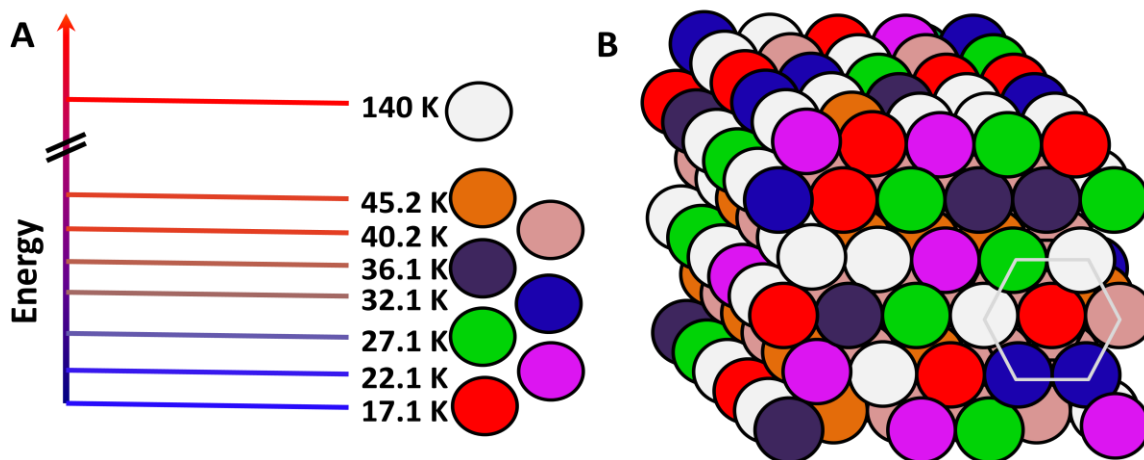 A
B
140 K
45.2 K
40.2 K
36.1 K
32.1 K
27.1 K
22.1 K
17.1 K
Energy